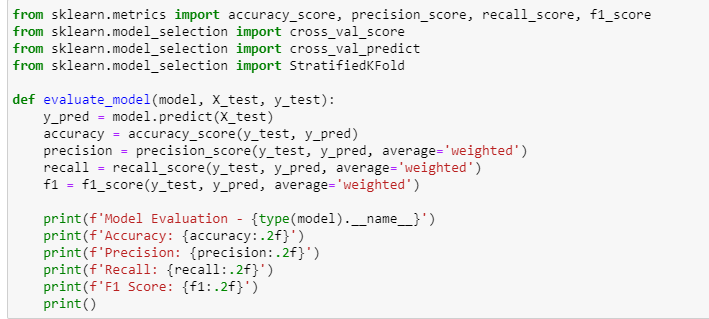 from sklearn.metrics import accuracy_score, precision_score, recall_score, f1_score
from sklearn.model_selection import cross_val_score
from sklearn.model_selection import cross_val_predict
from sklearn.model_selection import StratifiedKFold

def evaluate_model(model, X_test, y_test):
    y_pred = model.predict(X_test)
    accuracy = accuracy_score(y_test, y_pred)
    precision = precision_score(y_test, y_pred, average='weighted')
    recall = recall_score(y_test, y_pred, average='weighted')
    f1 = f1_score(y_test, y_pred, average='weighted')

    print(f'Model Evaluation - {type(model).__name__}')
    print(f'Accuracy: {accuracy:.2f}')
    print(f'Precision: {precision:.2f}')
    print(f'Recall: {recall:.2f}')
    print(f'F1 Score: {f1:.2f}')
    print()